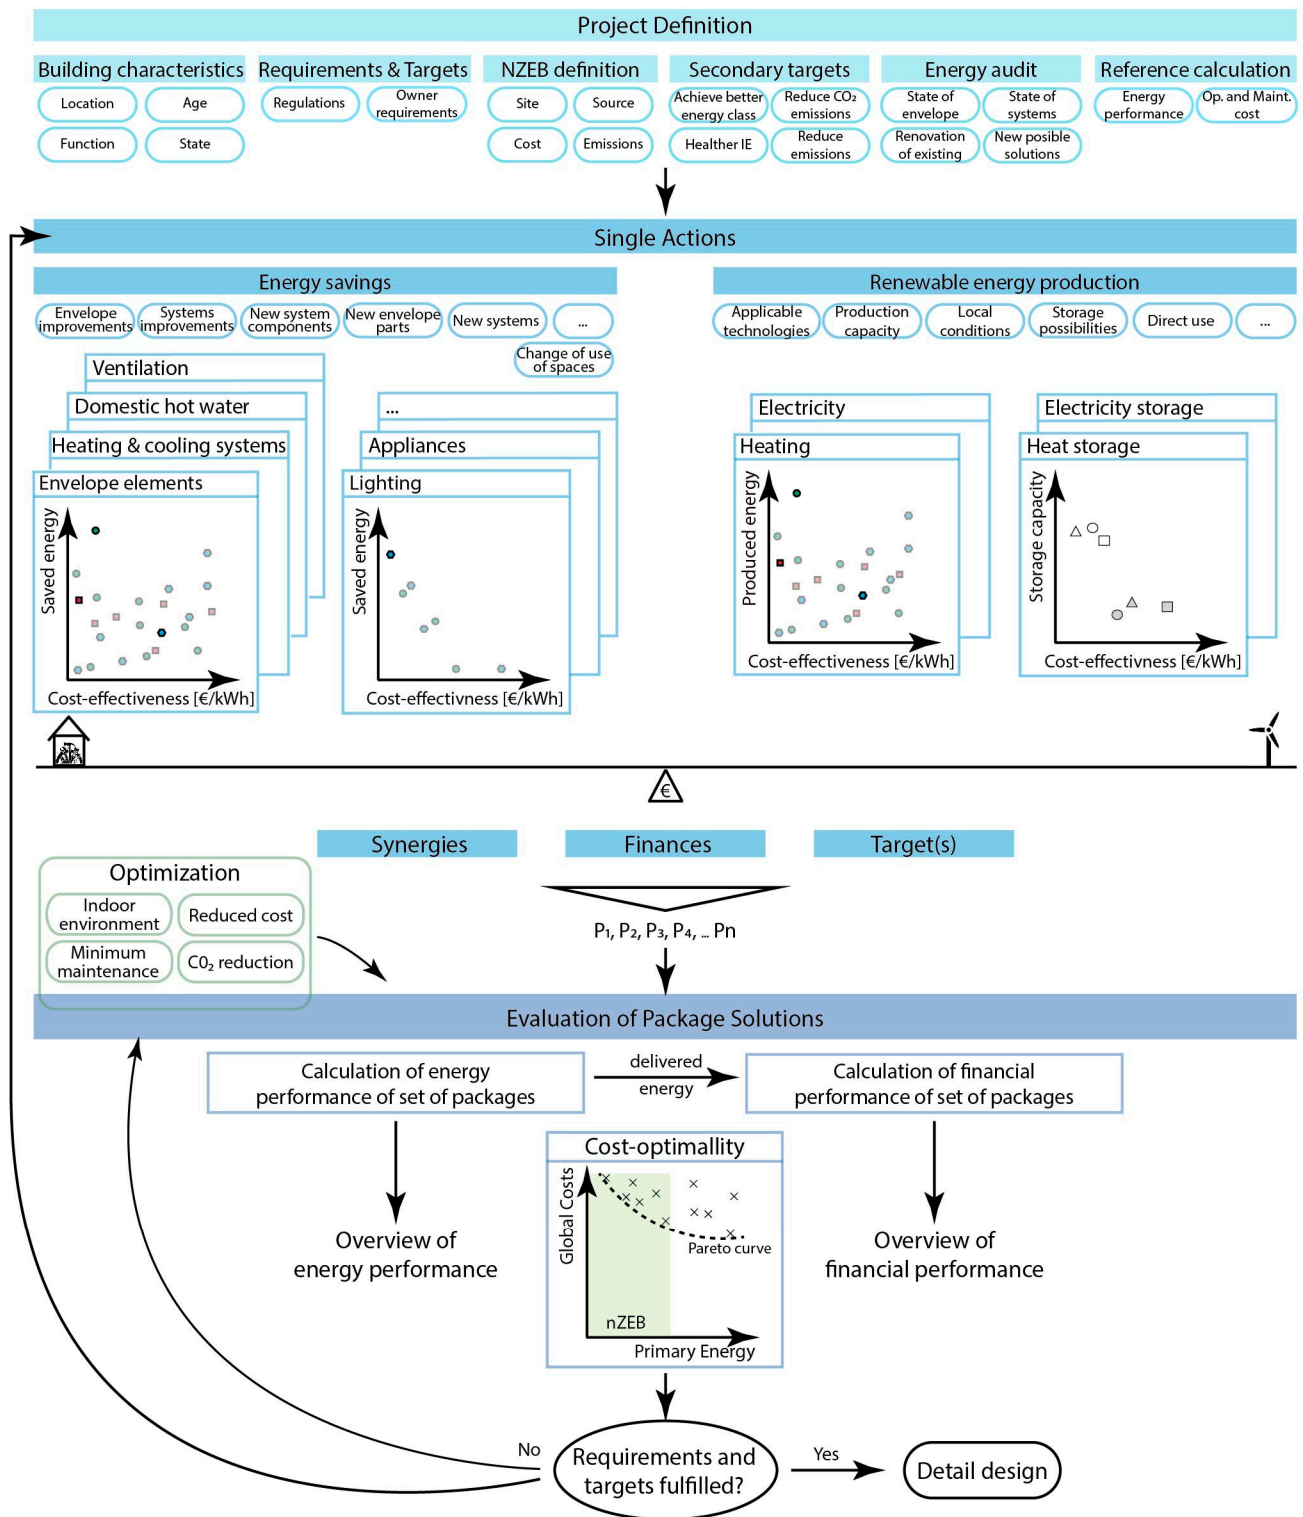 Project Definition
Building characteristics
Location
Age
Function
State
Requirements & Targets
Regulations
Owner
requirements
NZEB definition
Site
Source
Cost
Emissions
Secondary targets
Achieve better
energy class
Reduce CO₂
emissions
Healther IE
Reduce
emissions
Energy audit
State of
envelope
State of
systems
Renovation
of existing
New posible
solutions
Reference calculation
Energy
performance
Op. and Maint.
cost
Single Actions
Energy savings
Envelope
improvements
Systems
improvements
New system
components
New envelope
parts
New systems
...
Change of use
of spaces
Renewable energy production
Applicable
technologies
Production
capacity
Local
conditions
Storage
possibilities
Direct use
...
Ventilation
Domestic hot water
Heating & cooling systems
Envelope elements
Saved energy
Cost-effectiveness [€/kWh]
...
Appliances
Lighting
Saved energy
Cost-effectivness [€/kWh]
Electricity
Heating
Produced energy
Cost-effectiveness [€/kWh]
Electricity storage
Heat storage
Storage capacity
Cost-effectivness [€/kWh]
€
Synergies
Finances
Target(s)
Optimization
Indoor
environment
Reduced cost
Minimum
maintenance
C0₂ reduction
P₁, P₂, P₃, P₄, ... Pn
Evaluation of Package Solutions
Calculation of energy
performance of set of packages
delivered
energy
Calculation of financial
performance of set of packages
Cost-optimallity
Global Costs
Pareto curve
nZEB
Primary Energy
Overview of
energy performance
Overview of
financial performance
No
Requirements and
targets fulfilled?
Yes
Detail design